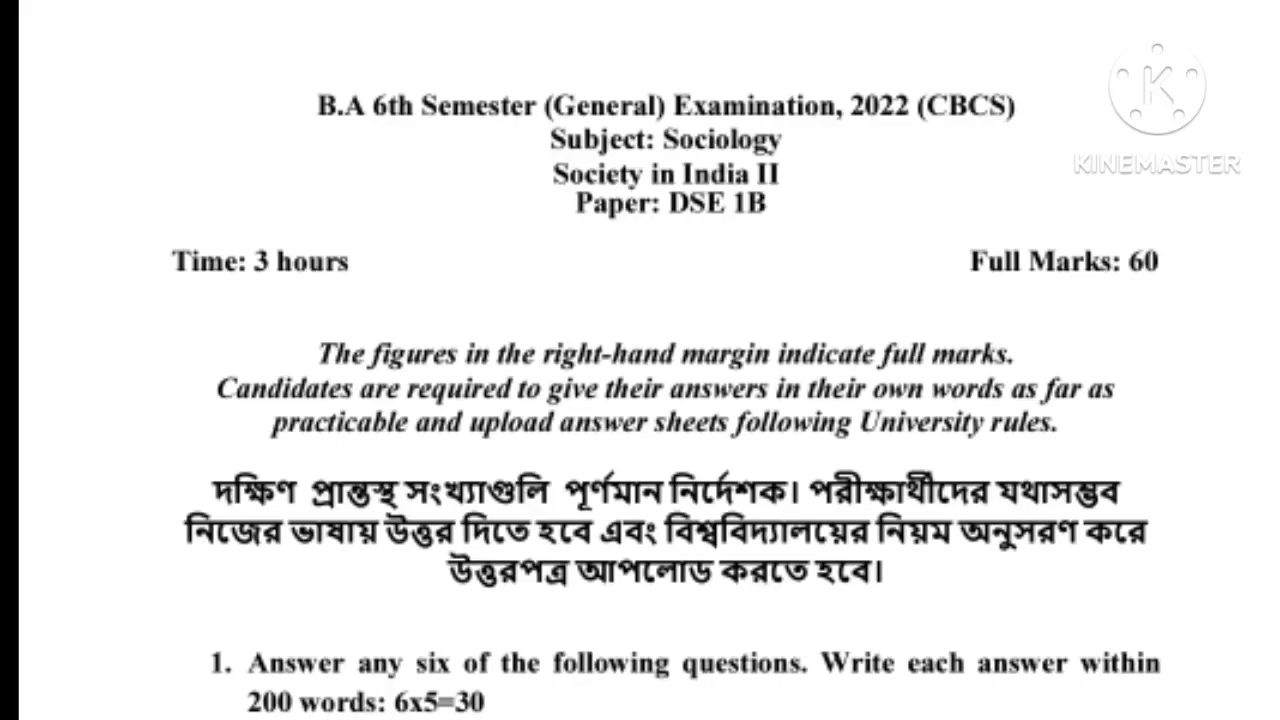 B.A 6th Semester (General) Examination, 2022 (CBCS)
Subject: Sociology
Society in India II
Paper: DSE 1B
KINEMASTER
Time: 3 hours Full Marks: 60
The figures in the right-hand margin indicate full marks.
Candidates are required to give their answers in their own words as far as
practicable and upload answer sheets following University rules.
দক্ষিণ প্রান্তস্থ সংখ্যাগুলি পূর্ণমান নির্দেশক। পরীক্ষার্থীদের যথাসম্ভব
নিজের ভাষায় উত্তর দিতে হবে এবং বিশ্ববিদ্যালয়ের নিয়ম অনুসরণ করে
উত্তরপত্র আপলোড করতে হবে।
1. Answer any six of the following questions. Write each answer within
200 words: 6x5=30